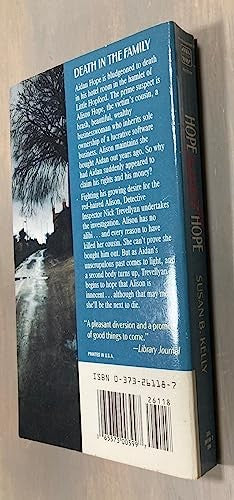 DEATH IN THE FAMILY
Aidan Hope is bludgeoned to death
in his hotel room in the hamlet of
Little Hopford. The prime suspect is
Alison Hope, the victim's cousin, a
brash, beautiful, wealthy
businesswoman who inherits sole
ownership of a lucrative software
business. Alison maintains she
bought Aidan out years ago. So why
had Aidan suddenly appeared to
claim his rights and his money?
Fighting his growing desire for the
red-haired Alison, Detective
Inspector Nick Trevellyan undertakes
the investigation. Alison has no
alibi... and every reason to have
killed her cousin. She can't prove she
bought him out. But as Aidan's
unscrupulous past comes to light, and
a second body turns up, Trevellyan
begins to hope that Alison is
innocent... although that may mean
she'll be the next to die.
"A pleasant diversion and a
of good things to come."
—Library Journal
PRINTED IN U.S.A.
ISBN 0-373-26118-7
26118
HOPE
HOPE
SUSAN B. KELLY